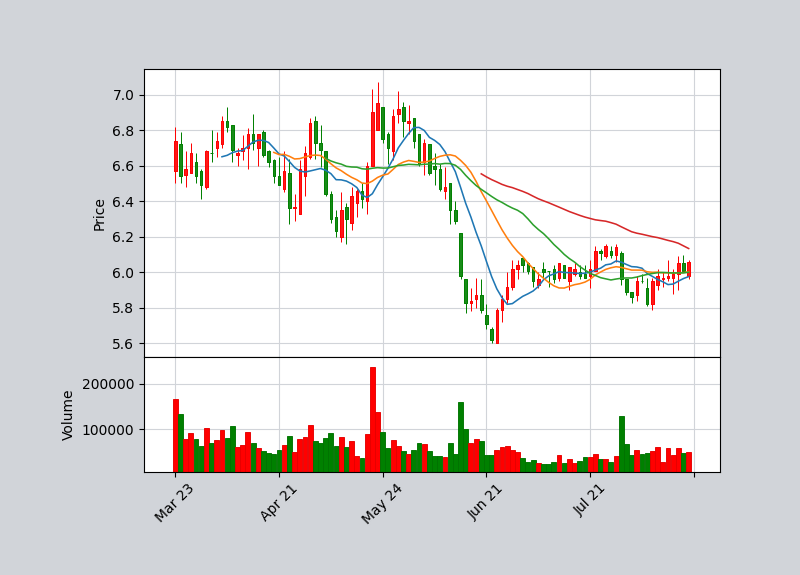 Price
7.0
6.8
6.6
6.4
6.2
6.0
5.8
5.6
Volume
200000
100000
Mar 23
Apr 21
May 24
Jun 21
Jul 21